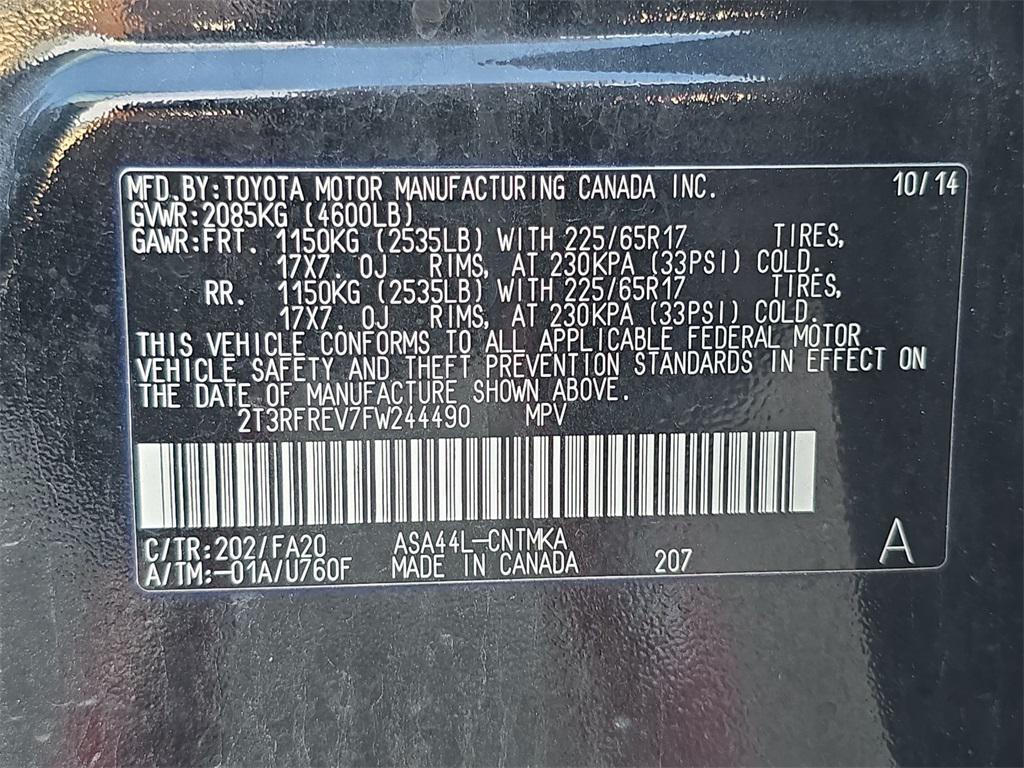 MFD.BY:TOYOTA MOTOR MANUFACTURING CANADA INC. 10/14
GVWR:2085KG (4600LB)
GAWR:FRT. 1150KG (2535LB) WITH 225/65R17 TIRES,
17X7.0J RIMS, AT 230KPA (33PSI) COLD.
RR. 1150KG (2535LB) WITH 225/65R17 TIRES,
17X7.0J RIMS, AT 230KPA (33PSI) COLD.
THIS VEHICLE CONFORMS TO ALL APPLICABLE FEDERAL MOTOR
VEHICLE SAFETY AND THEFT PREVENTION STANDARDS IN EFFECT ON
THE DATE OF MANUFACTURE SHOWN ABOVE.
2T3RFREV7FW244490 MPV
C/TR:202/FA20 ASA44L-CNTMKA
A/TM:-01A/U760F MADE IN CANADA 207 A